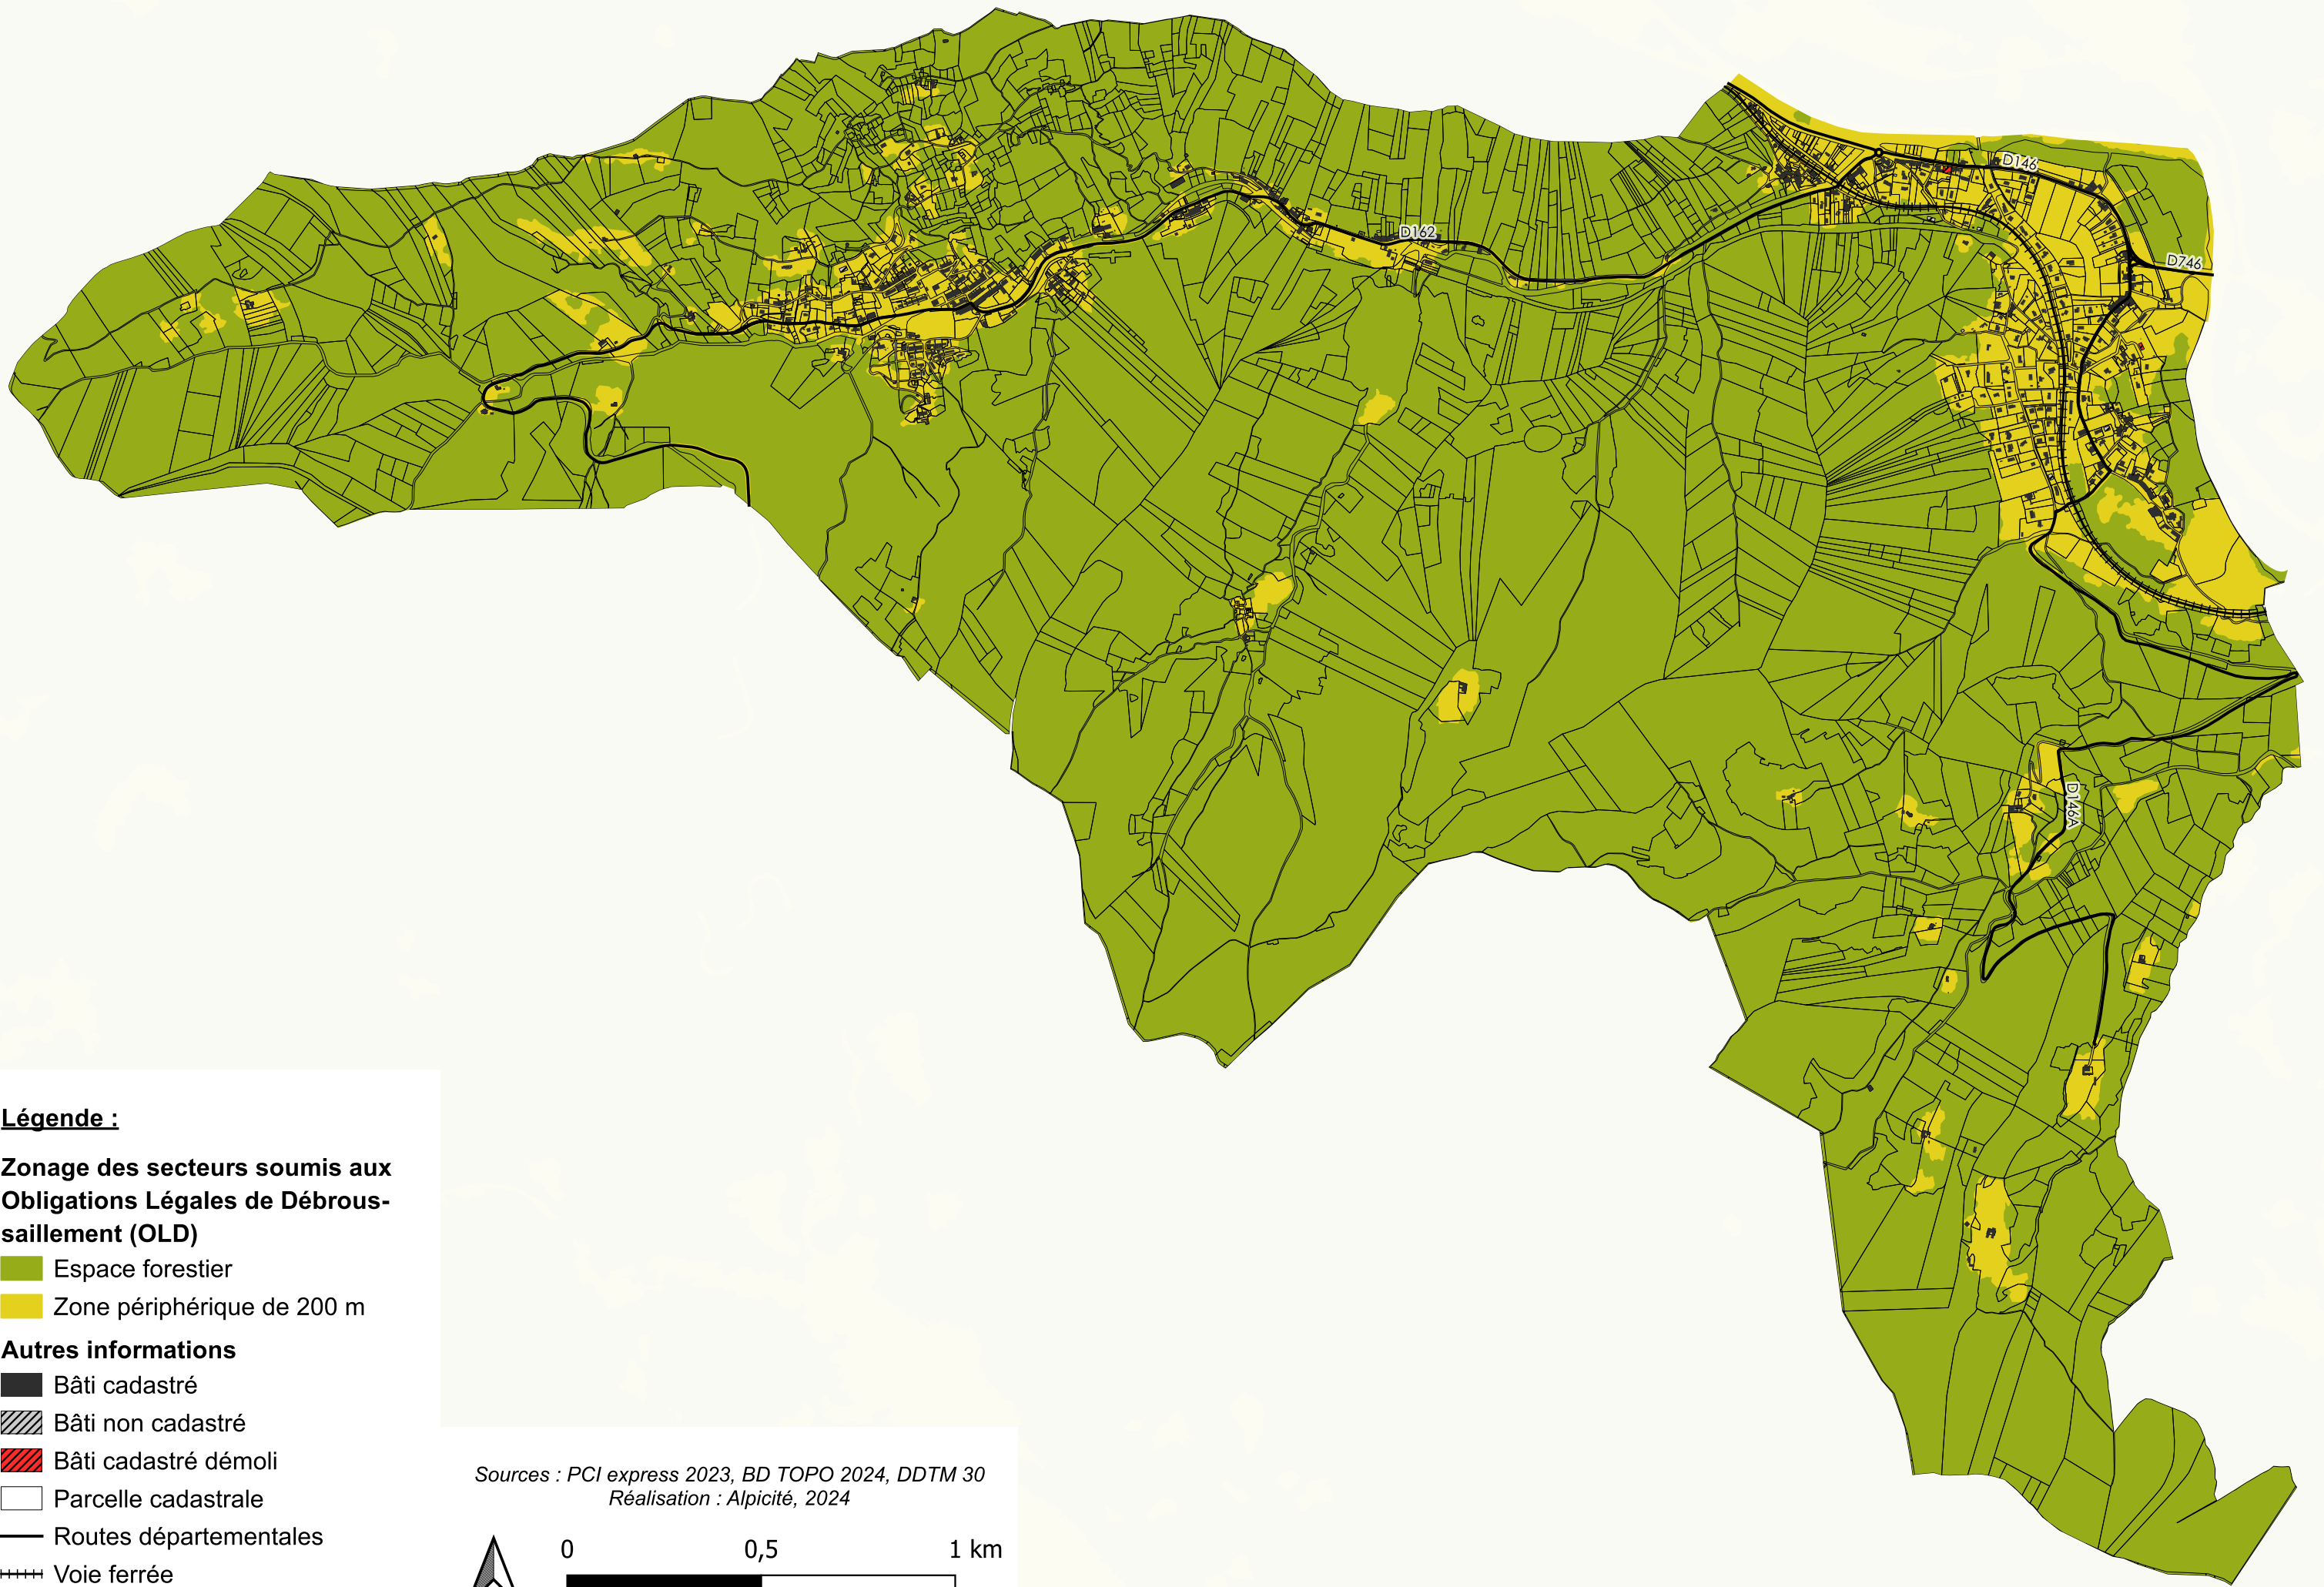 D146
D746
D162
D146A
Légende :
Zonage des secteurs soumis aux
Obligations Légales de Débrous-
saillement (OLD)
Espace forestier
Zone périphérique de 200 m
Autres informations
Bâti cadastré
Bâti non cadastré
Bâti cadastré démoli
Parcelle cadastrale
Routes départementales
Voie ferrée
Sources : PCI express 2023, BD TOPO 2024, DDTM 30
Réalisation : Alpicité, 2024
0 0,5 1 km